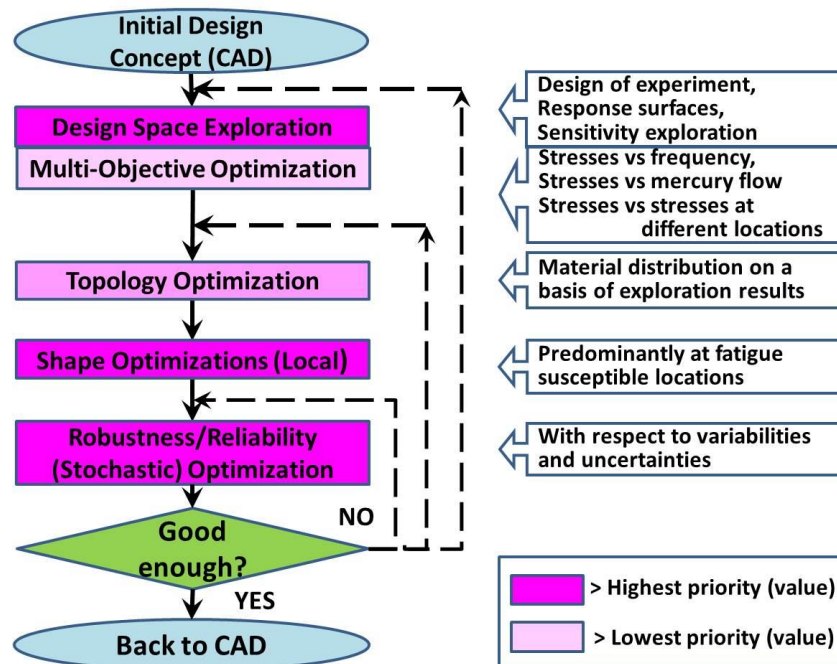 Initial Design
Concept (CAD)
Design Space Exploration
Multi-Objective Optimization
Topology Optimization
Shape Optimizations (Local)
Robustness/Reliability
(Stochastic) Optimization
Good
enough?
NO
YES
Back to CAD
Design of experiment,
Response surfaces,
Sensitivity exploration
Stresses vs frequency,
Stresses vs mercury flow
Stresses vs stresses at
different locations
Material distribution on a
basis of exploration results
Predominantly at fatigue
susceptible locations
With respect to variabilities
and uncertainties
> Highest priority (value)
> Lowest priority (value)